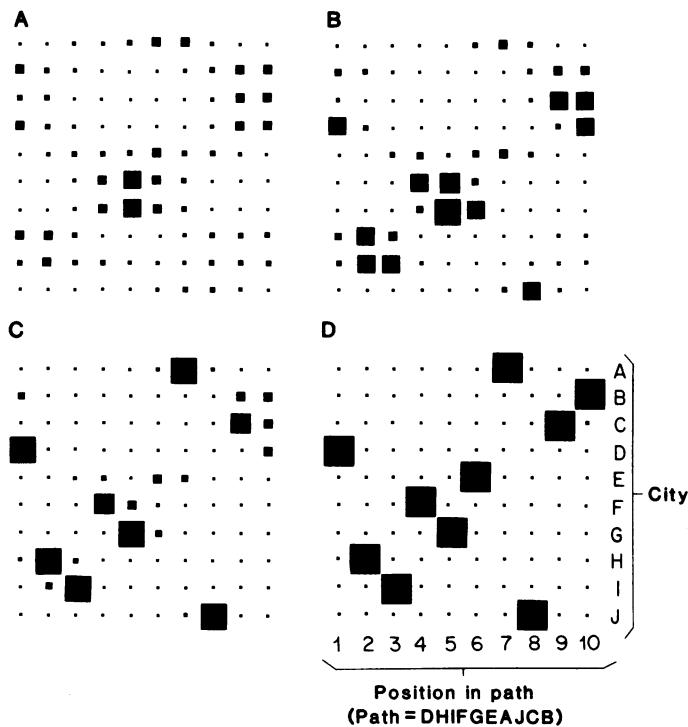 A
B
C
D
A
B
C
D
E
F
G
H
I
J
City
1 2 3 4 5 6 7 8 9 10
Position in path
(Path=DHIFGEAJCB)